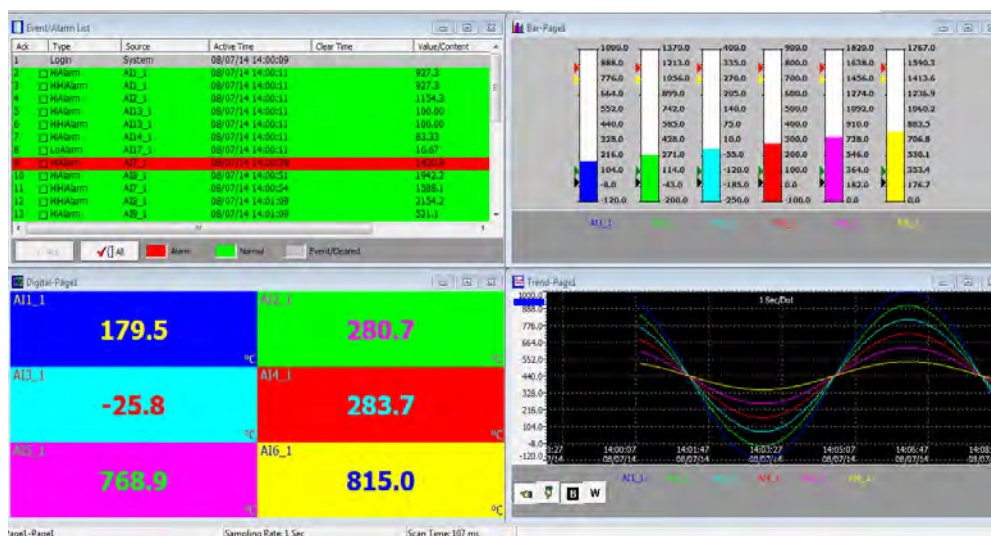 Event/Alarm List
Ack Type Source Active Time Clear Time Value/Content
1 Login System 08/07/14 14:00:09
2 HiAlarm AI1_1 08/07/14 14:00:11 927.3
3 HHiAlarm AI1_1 08/07/14 14:00:11 927.3
4 HiAlarm AI2_1 08/07/14 14:00:11 1154.3
5 HiAlarm AI13_1 08/07/14 14:00:11 100.00
6 HHiAlarm AI13_1 08/07/14 14:00:11 100.00
7 HiAlarm AI14_1 08/07/14 14:00:11 83.33
8 LoAlarm AI17_1 08/07/14 14:00:11 16.67
9 HiAlarm AI7_1
10 HiAlarm AI8_1 08/07/14 14:00:51 1942.2
11 HiAlarm 08/07/14 14:00:54 1588.1
12 HHiAlarm 08/07/14 14:01:09 2154.2
13 HiAlarm AI9_1 08/07/14 14:01:09
All Alarm Normal Event/Cleared
Bar-Page1
1000.0 1370.0 400.0 900.0 1820.0 1767.0
888.0 1213.0 335.0 800.0 1638.0 1590.3
776.0 1056.0 270.0 700.0 1456.0 1413.6
664.0 899.0 205.0 600.0 1274.0 1236.9
552.0 742.0 140.0 500.0 1092.0 1060.2
440.0 585.0 75.0 400.0 910.0 883.5
328.0 428.0 10.0 300.0 728.0 706.8
216.0 271.0 -55.0 200.0 546.0 530.1
104.0 114.0 -120.0 100.0 364.0 353.4
-8.0 -43.0 -185.0 0.0 182.0 176.7
-120.0 -200.0 -250.0 -100.0 0.0 0.0
AI1_1
Digital-Page1
AI1_1
179.5
°C
AI2_1
280.7
°C
AI3_1
-25.8
°C
AI4_1
283.7
°C
AI5_1
768.9
°C
AI6_1
815.0
°C
Trend-Page1
1 Sec/Dot
1000.0
888.0
776.0
664.0
552.0
440.0
328.0
216.0
104.0
-8.0
-120.0
3:27 14:00:07 14:01:47 14:03:27 14:05:07 14:06:47 14:08:
7/14 08/07/14 08/07/14 08/07/14 08/07/14 08/07/14 08/07
AI1_1 AI4_1
B W
Page1-Page1 Sampling Rate: 1 Sec Scan Time: 107 ms